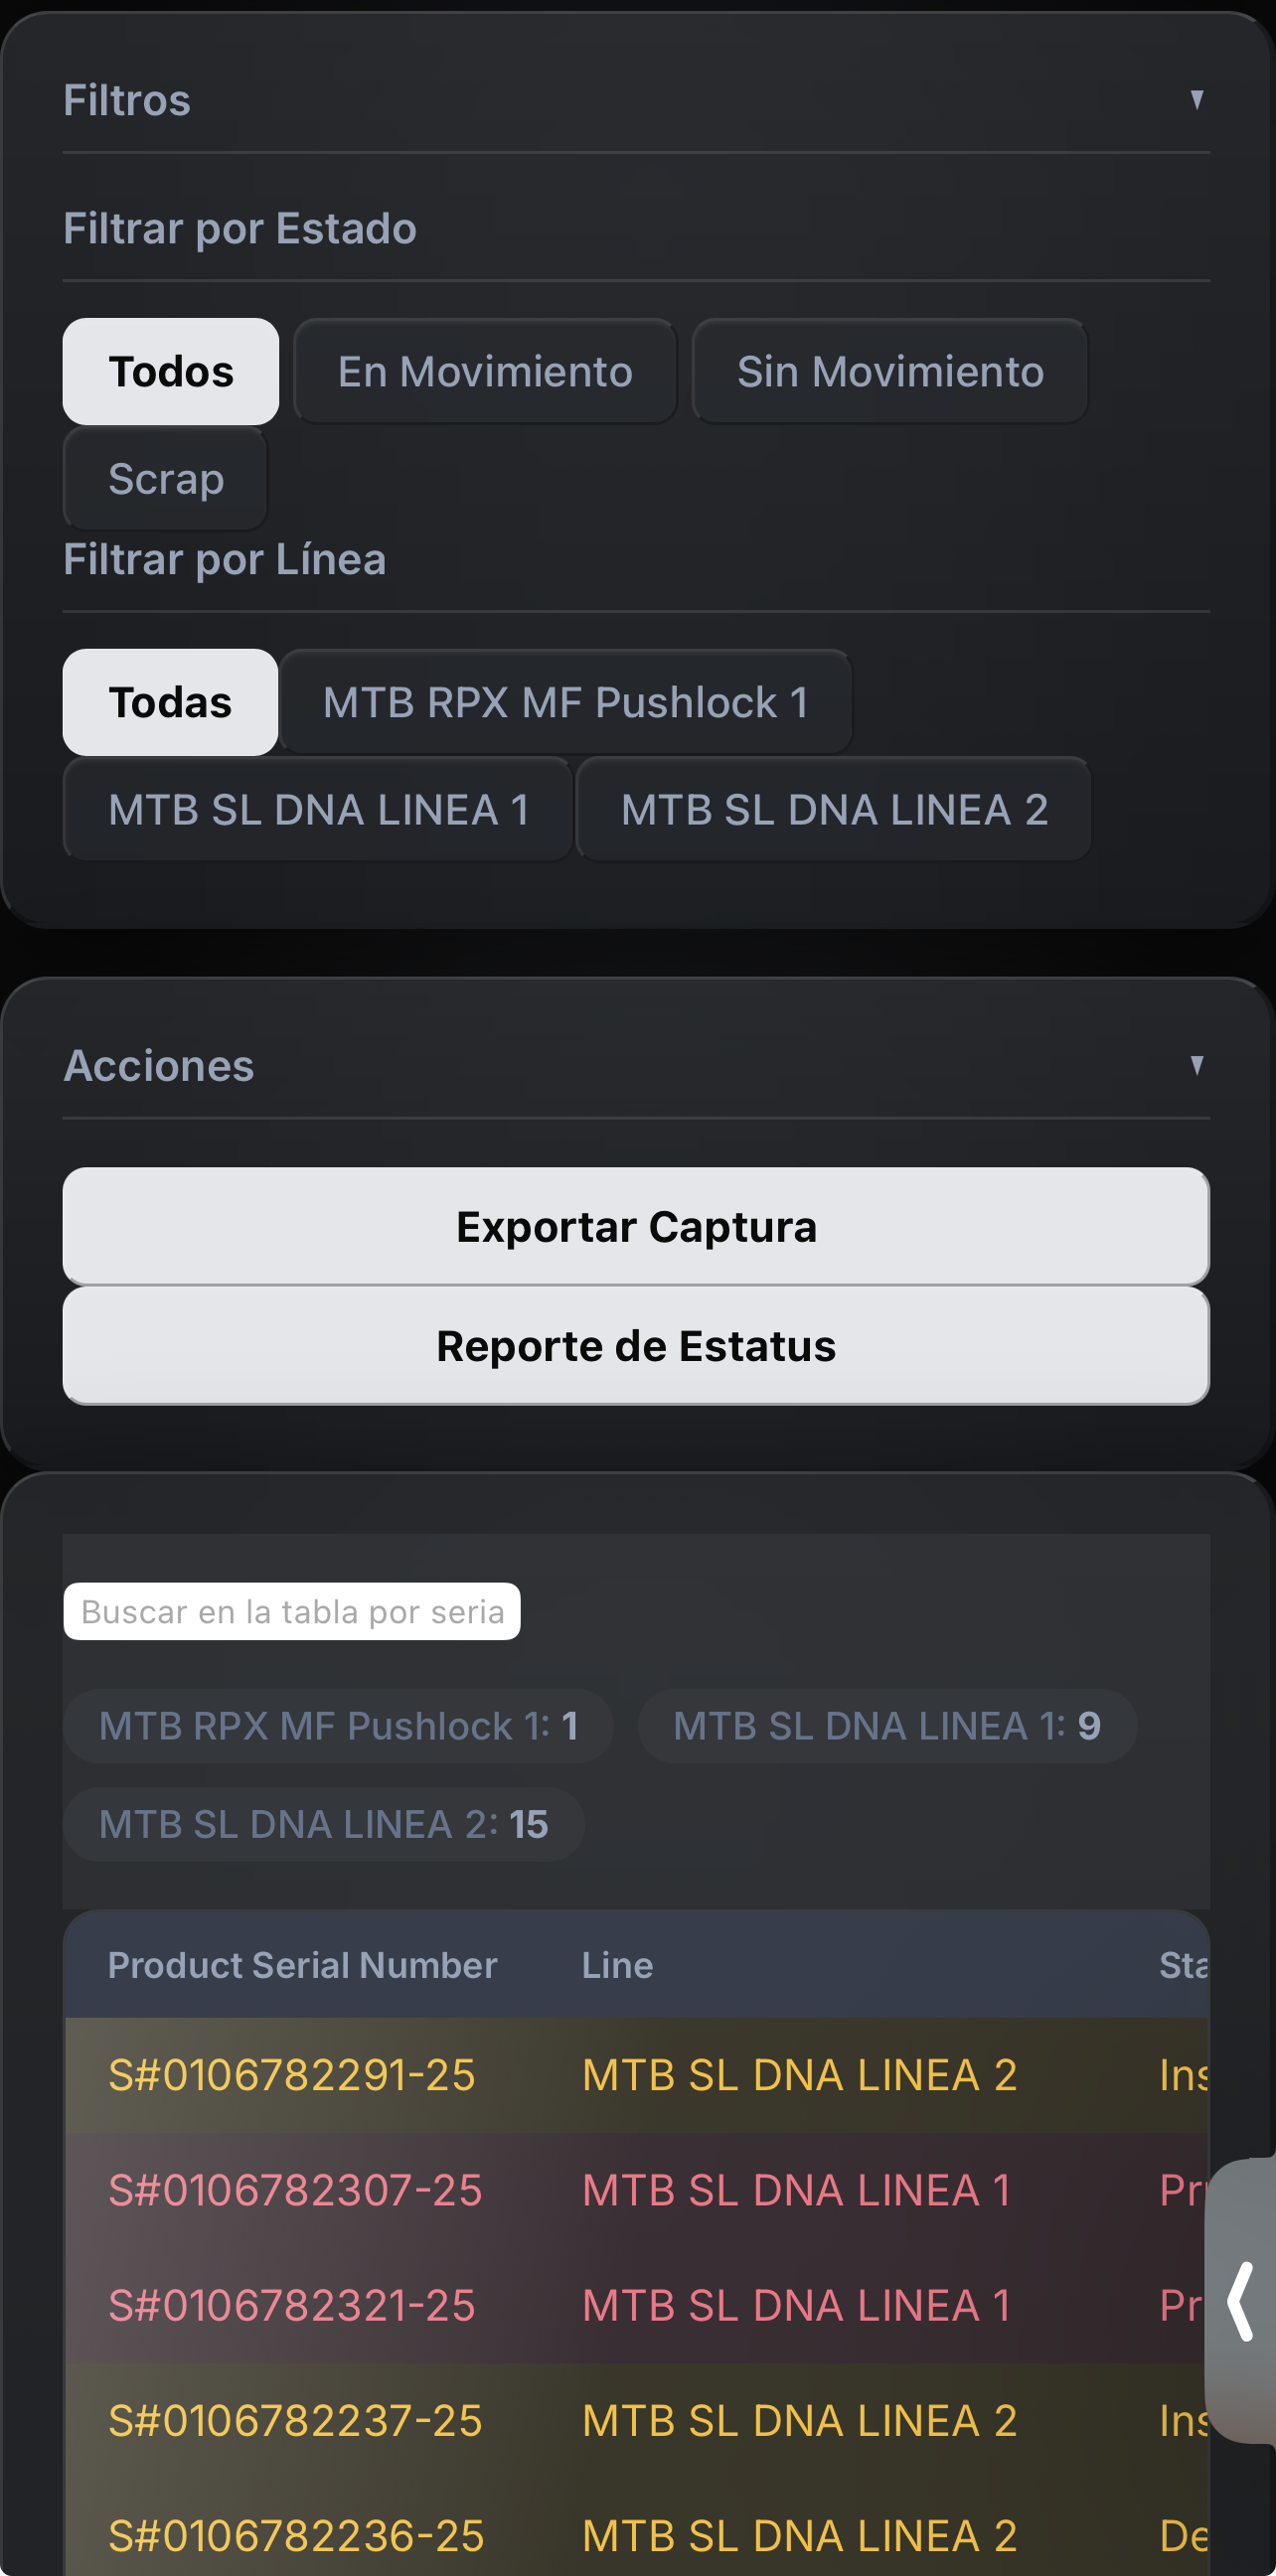 Filtros
Filtrar por Estado
Todos En Movimiento Sin Movimiento
Scrap
Filtrar por Línea
Todas MTB RPX MF Pushlock 1
MTB SL DNA LINEA 1 MTB SL DNA LINEA 2
Acciones
Exportar Captura
Reporte de Estatus
Buscar en la tabla por seria
MTB RPX MF Pushlock 1: 1 MTB SL DNA LINEA 1: 9
MTB SL DNA LINEA 2: 15
Product Serial Number Line Sta
S#0106782291-25 MTB SL DNA LINEA 2 Ins
S#0106782307-25 MTB SL DNA LINEA 1 Pr
S#0106782321-25 MTB SL DNA LINEA 1 Pr
S#0106782237-25 MTB SL DNA LINEA 2 Ins
S#0106782236-25 MTB SL DNA LINEA 2 De